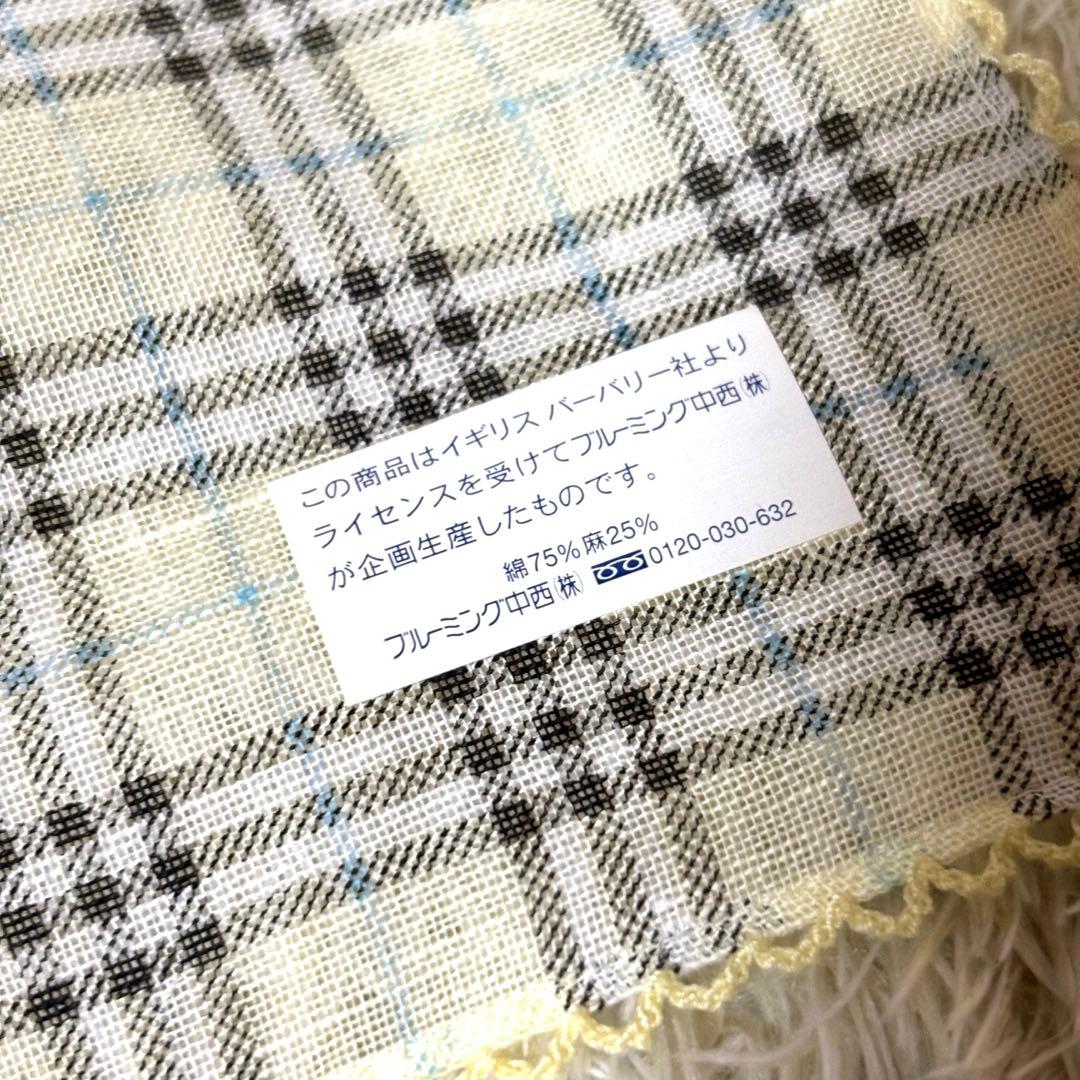 この商品はイギリス バーバリー社より
ライセンスを受けてブルーミング中西㈱
が企画生産したものです。
綿75% 麻25%
ブルーミング中西㈱ 0120-030-632